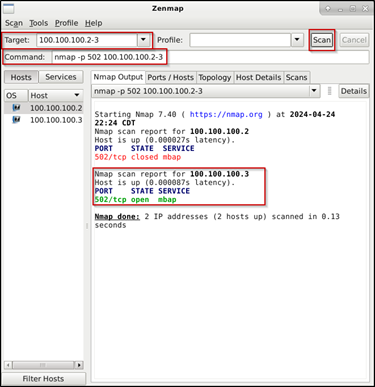 Zenmap
Scan Tools Profile Help
Target: 100.100.100.2-3 Profile: Scan Cancel
Command: nmap -p 502 100.100.100.2-3
Hosts Services
Nmap Output Ports / Hosts Topology Host Details Scans
OS Host
nmap -p 502 100.100.100.2-3 Details
100.100.100.2
100.100.100.3
Starting Nmap 7.40 ( https://nmap.org ) at 2024-04-24
22:24 CDT
Nmap scan report for 100.100.100.2
Host is up (0.000027s latency).
PORT STATE SERVICE
502/tcp closed mbap
Nmap scan report for 100.100.100.3
Host is up (0.000087s latency).
PORT STATE SERVICE
502/tcp open mbap
Nmap done: 2 IP addresses (2 hosts up) scanned in 0.13
seconds
Filter Hosts